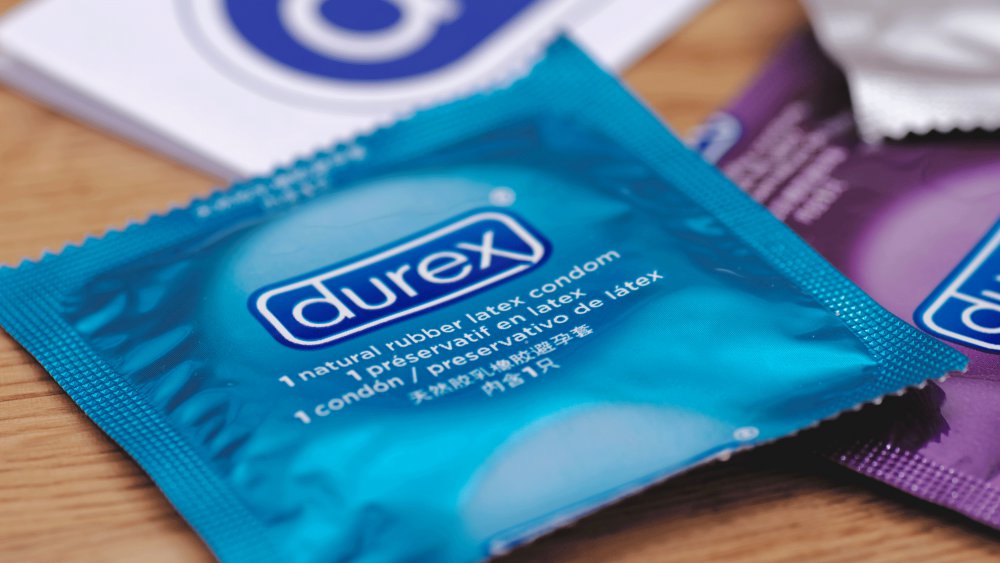 durex
1 natural rubber latex condom
1 préservatif en latex
1 condón / preservativo de látex
天然胶乳橡胶避孕套
内含1只